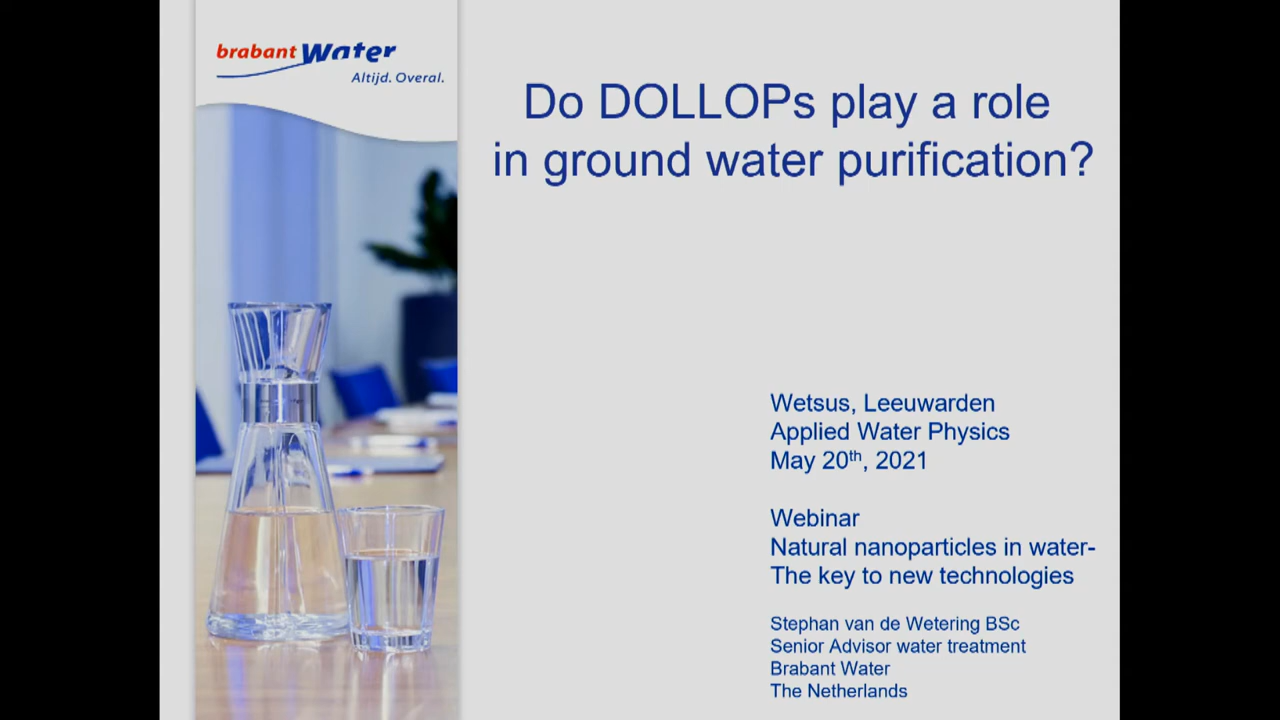 brabant Water
Altijd. Overal.
Do DOLLOPs play a role
in ground water purification?
Wetsus, Leeuwarden
Applied Water Physics
May 20th, 2021
Webinar
Natural nanoparticles in water-
The key to new technologies
Stephan van de Wetering BSc
Senior Advisor water treatment
Brabant Water
The Netherlands